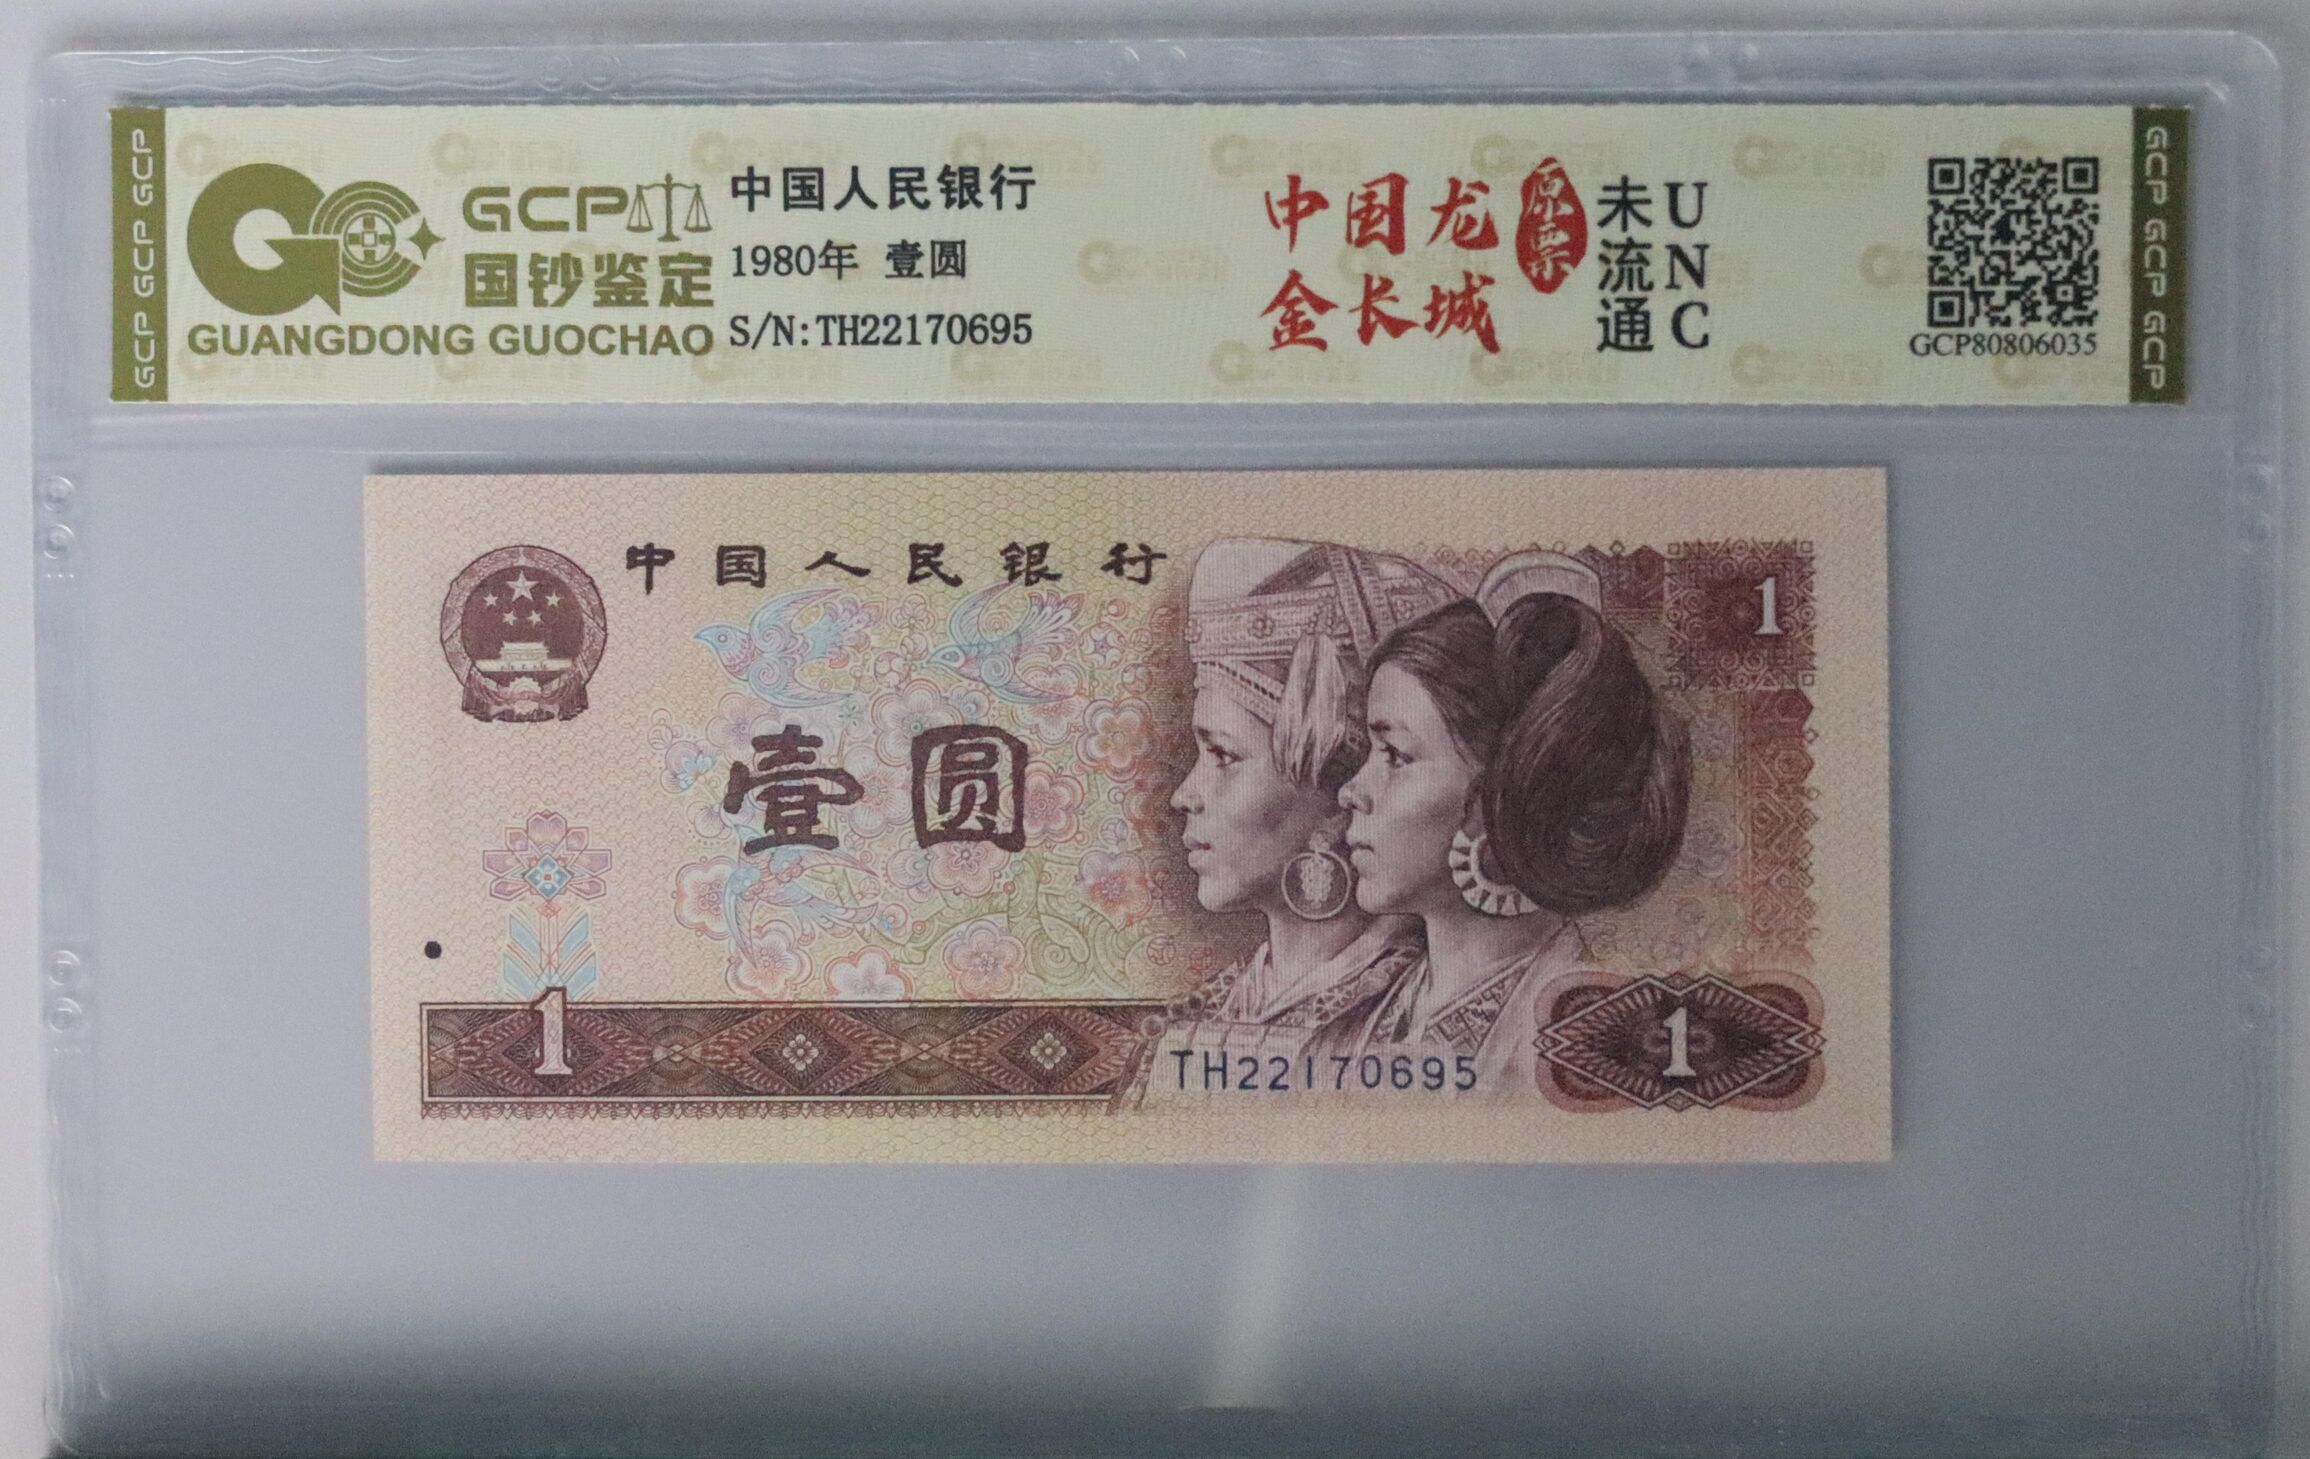 GCP GCP GCP
GCP
国钞鉴定
GUANGDONG GUOCHAO
中国人民银行
1980年 壹圆
S/N:TH22170695
中国龙
金长城
原票
未流通
UNC
GCP80806035
GCP GCP GCP
中国人民银行
1
壹圆
1
TH22170695
1